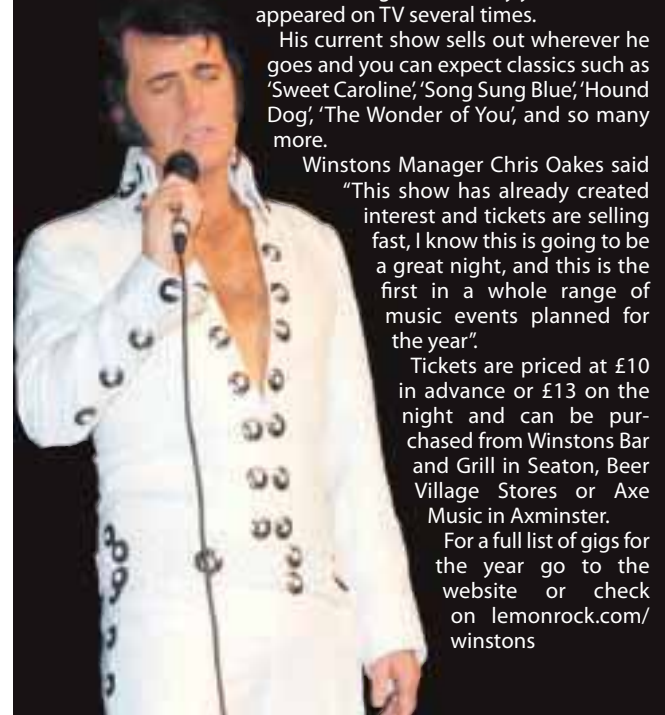 appeared on TV several times.
His current show sells out wherever he
goes and you can expect classics such as
‘Sweet Caroline’, ‘Song Sung Blue’, ‘Hound
Dog’, ‘The Wonder of You’, and so many
more.
Winstons Manager Chris Oakes said
“This show has already created
interest and tickets are selling
fast, I know this is going to be
a great night, and this is the
first in a whole range of
music events planned for
the year”.
Tickets are priced at £10
in advance or £13 on the
night and can be pur-
chased from Winstons Bar
and Grill in Seaton, Beer
Village Stores or Axe
Music in Axminster.
For a full list of gigs for
the year go to the
website or check
on lemonrock.com/
winstons